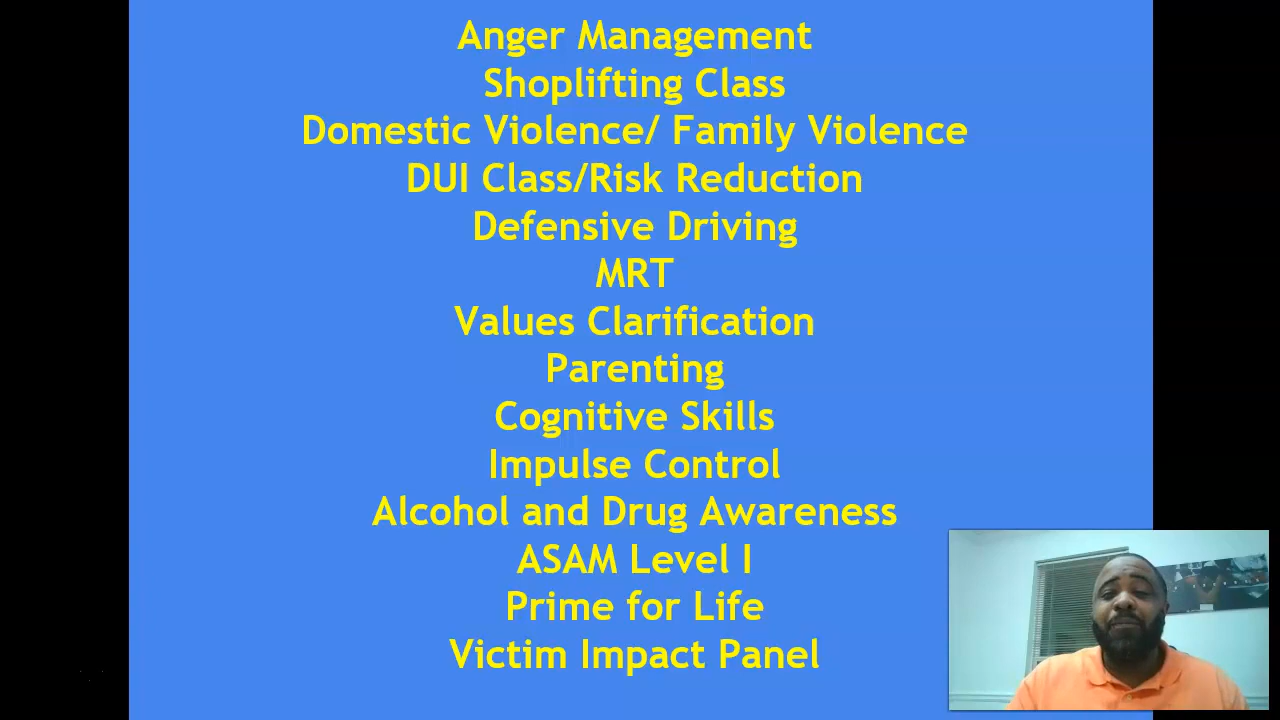 Anger Management
Shoplifting Class
Domestic Violence/ Family Violence
DUI Class/Risk Reduction
Defensive Driving
MRT
Values Clarification
Parenting
Cognitive Skills
Impulse Control
Alcohol and Drug Awareness
ASAM Level I
Prime for Life
Victim Impact Panel